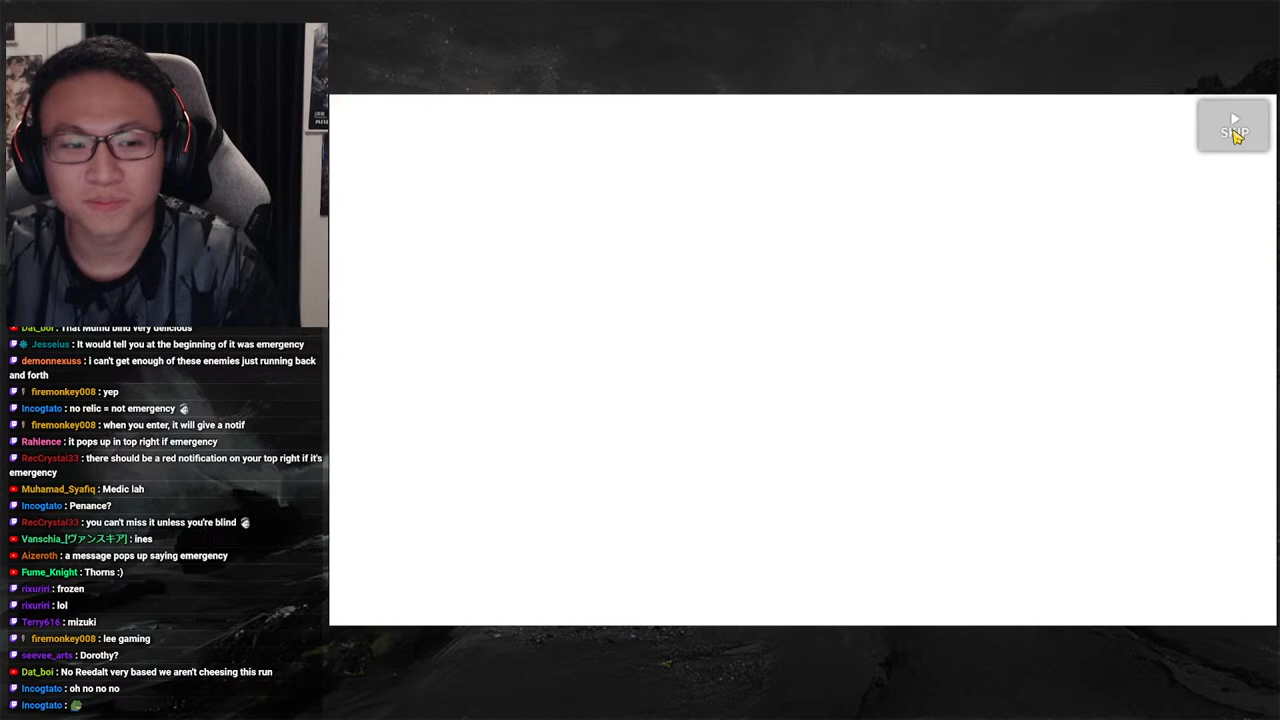 SKIP
Dat_boi : That Mumu bind very delicious
Jesseius : It would tell you at the beginning of it was emergency
demonnexuss : i can't get enough of these enemies just running back
and forth
firemonkey008 : yep
Incogtato : no relic = not emergency
firemonkey008 : when you enter, it will give a notif
Rahlence : it pops up in top right if emergency
RecCrystal33 : there should be a red notification on your top right if it's
emergency
Muhamad_Syafiq : Medic lah
Incogtato : Penance?
RecCrystal33 : you can't miss it unless you're blind
Vanschia_[ヴァンスキア] : ines
Aizeroth : a message pops up saying emergency
Fume_Knight : Thorns :)
rixuriri : frozen
rixuriri : lol
Terry616 : mizuki
firemonkey008 : lee gaming
seevee_arts : Dorothy?
Dat_boi : No Reedalt very based we aren't cheesing this run
Incogtato : oh no no no
Incogtato :